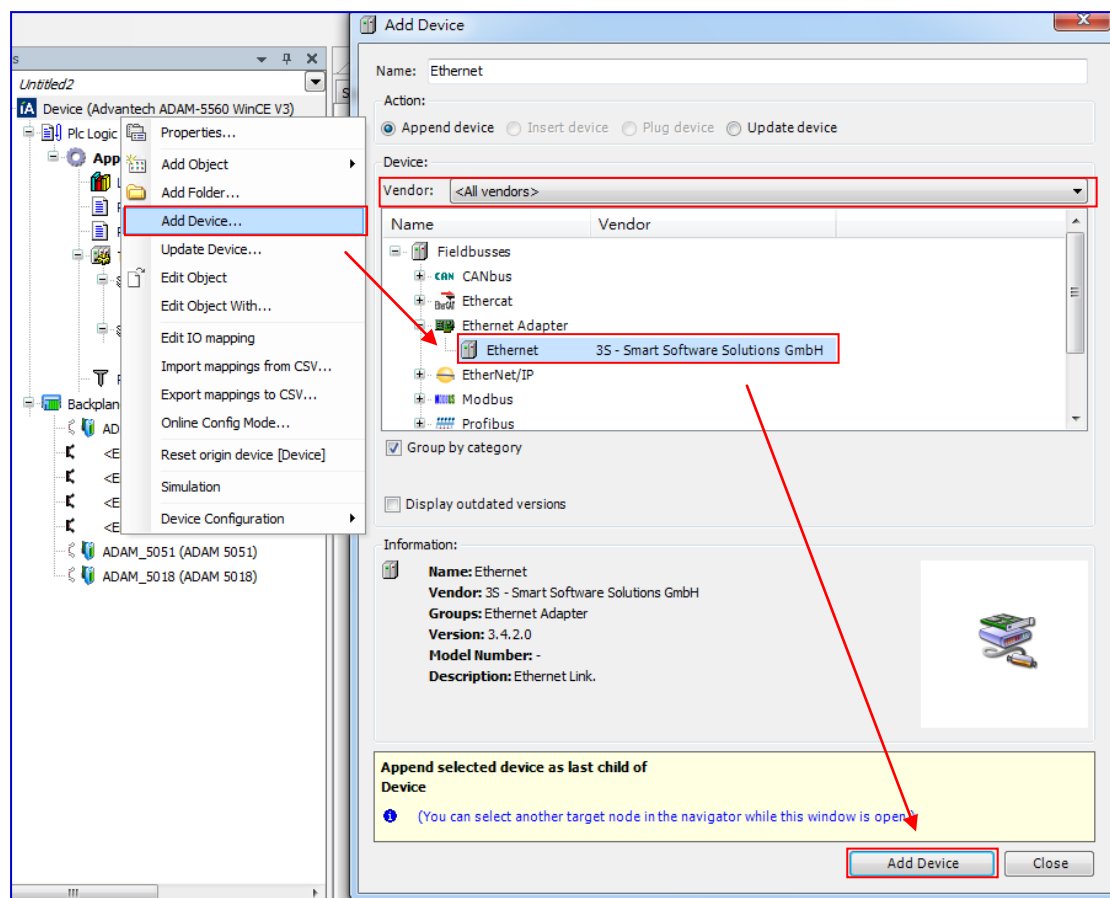 Add Device
s
Untitled2
Device (Advantech ADAM-5560 WinCE V3)
Plc Logic
App
Backplan
AD
<E
<E
<E
<E
ADAM_5051 (ADAM 5051)
ADAM_5018 (ADAM 5018)
Properties...
Add Object
Add Folder...
Add Device...
Update Device...
Edit Object
Edit Object With...
Edit IO mapping
Import mappings from CSV...
Export mappings to CSV...
Online Config Mode...
Reset origin device [Device]
Simulation
Device Configuration
Name: Ethernet
Action:
Append device Insert device Plug device Update device
Device:
Vendor: <All vendors>
Name Vendor
Fieldbusses
CAN CANbus
Ethercat
Ethernet Adapter
Ethernet 3S - Smart Software Solutions GmbH
EtherNet/IP
Modbus
Profibus
Group by category
Display outdated versions
Information:
Name: Ethernet
Vendor: 3S - Smart Software Solutions GmbH
Groups: Ethernet Adapter
Version: 3.4.2.0
Model Number: -
Description: Ethernet Link.
Append selected device as last child of
Device
(You can select another target node in the navigator while this window is open.)
Add Device Close